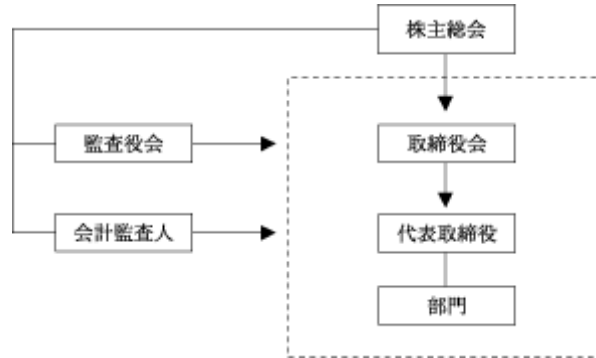 株主総会
監査役会
取締役会
会計監査人
代表取締役
部門